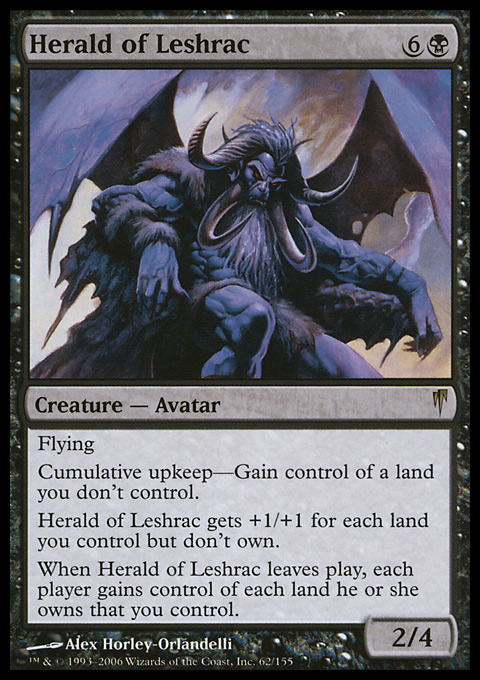 Herald of Leshrac 6
Creature — Avatar
Flying
Cumulative upkeep—Gain control of a land
you don't control.
Herald of Leshrac gets +1/+1 for each land
you control but don't own.
When Herald of Leshrac leaves play, each
player gains control of each land he or she
owns that you control.
Alex Horley-Orlandelli
2/4
™ & © 1993–2006 Wizards of the Coast, Inc. 62/155